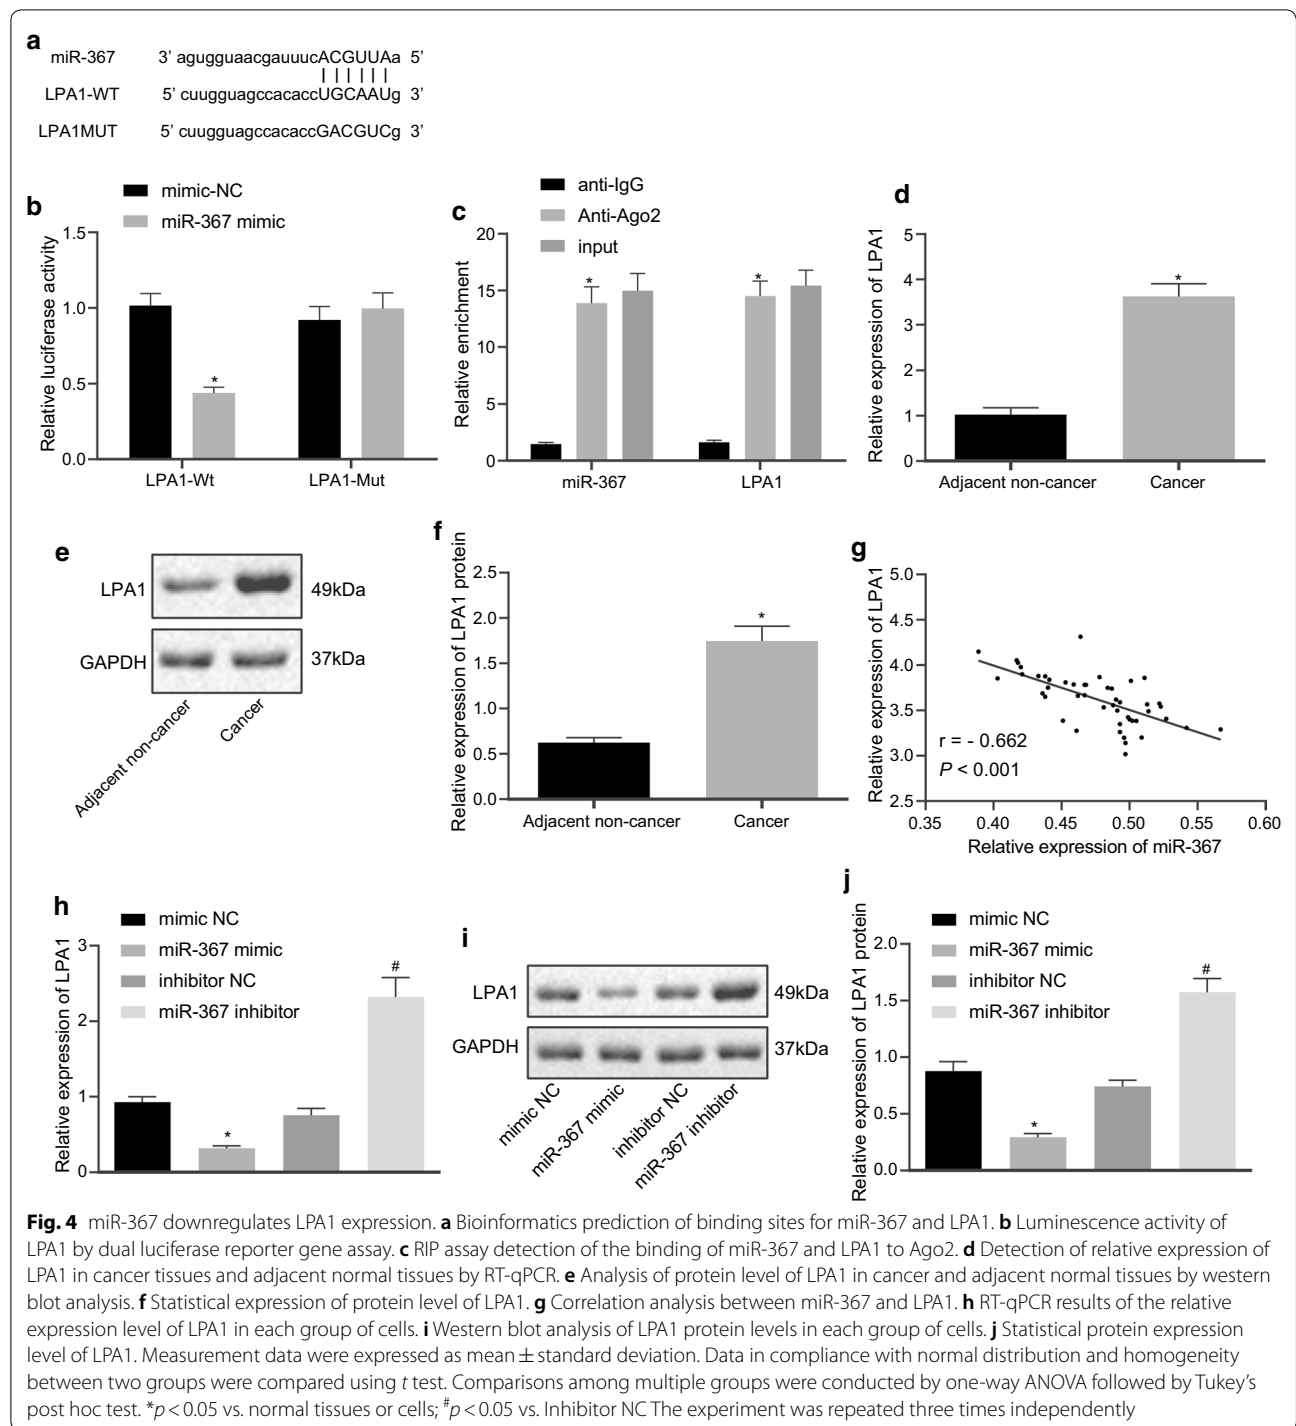 a
miR-367 3’ agugguaacgauuucACGUUAa 5’
LPA1-WT 5’ cuugguagccacaccUGCAAUg 3’
LPA1MUT 5’ cuugguagccacaccGACGUCg 3’
b
mimic-NC
miR-367 mimic
Relative luciferase activity
1.5
1.0
0.5
0.0
LPA1-Wt LPA1-Mut
*
c
anti-IgG
Anti-Ago2
input
Relative enrichment
20
15
10
5
0
* *
miR-367 LPA1
d
Relative expression of LPA1
5
4
3
2
1
0
*
Adjacent non-cancer Cancer
e
LPA1 49kDa
GAPDH 37kDa
Adjacent non-cancer
Cancer
f
Relative expression of LPA1 protein
2.5
2.0
1.5
1.0
0.5
0.0
*
Adjacent non-cancer Cancer
g
Relative expression of LPA1
5.0
4.5
4.0
3.5
3.0
2.5
r = - 0.662
P < 0.001
0.35 0.40 0.45 0.50 0.55 0.60
Relative expression of miR-367
h
mimic NC
miR-367 mimic
inhibitor NC
miR-367 inhibitor
Relative expression of LPA1
3
2
1
0
* #
i
LPA1 49kDa
GAPDH 37kDa
mimic NC
miR-367 mimic
inhibitor NC
miR-367 inhibitor
j
mimic NC
miR-367 mimic
inhibitor NC
miR-367 inhibitor
Relative expression of LPA1 protein
2.0
1.5
1.0
0.5
0.0
* #
Fig. 4 miR-367 downregulates LPA1 expression. a Bioinformatics prediction of binding sites for miR-367 and LPA1. b Luminescence activity of
LPA1 by dual luciferase reporter gene assay. c RIP assay detection of the binding of miR-367 and LPA1 to Ago2. d Detection of relative expression of
LPA1 in cancer tissues and adjacent normal tissues by RT-qPCR. e Analysis of protein level of LPA1 in cancer and adjacent normal tissues by western
blot analysis. f Statistical expression of protein level of LPA1. g Correlation analysis between miR-367 and LPA1. h RT-qPCR results of the relative
expression level of LPA1 in each group of cells. i Western blot analysis of LPA1 protein levels in each group of cells. j Statistical protein expression
level of LPA1. Measurement data were expressed as mean ± standard deviation. Data in compliance with normal distribution and homogeneity
between two groups were compared using t test. Comparisons among multiple groups were conducted by one-way ANOVA followed by Tukey’s
post hoc test. *p < 0.05 vs. normal tissues or cells; #p < 0.05 vs. Inhibitor NC The experiment was repeated three times independently